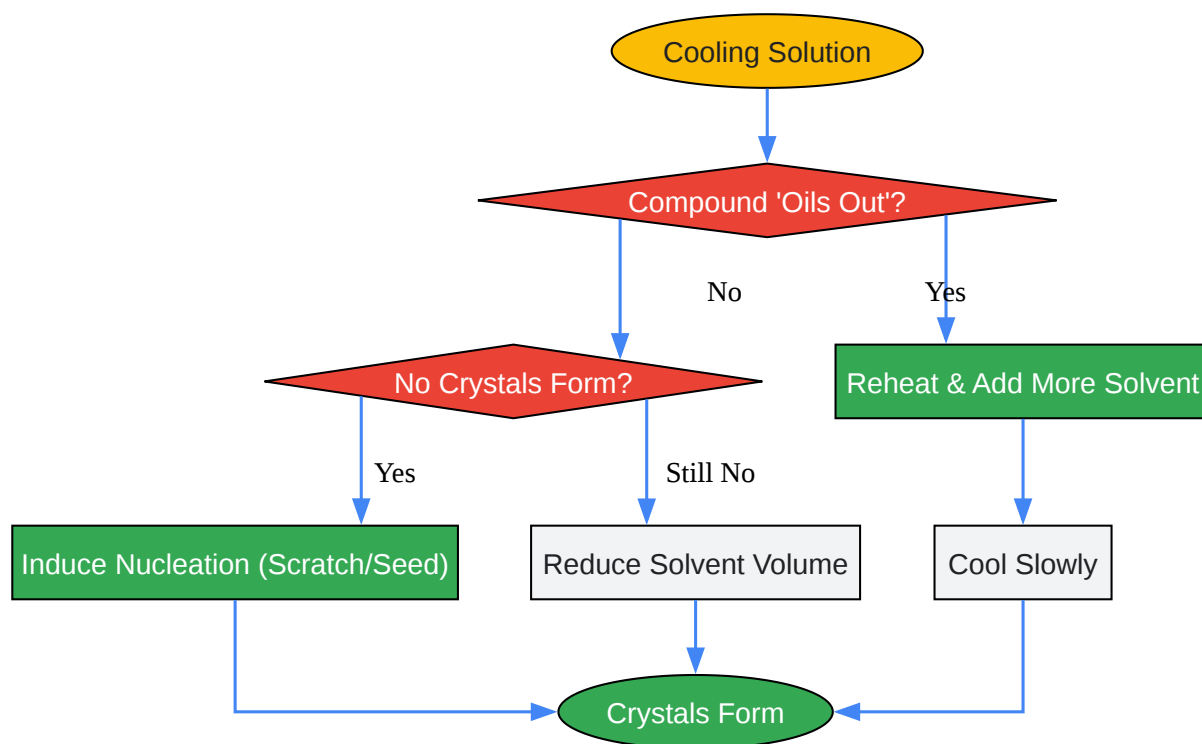 Cooling Solution
Compound 'Oils Out'?
No
Yes
No Crystals Form?
Reheat & Add More Solvent
Yes
Still No
Induce Nucleation (Scratch/Seed)
Reduce Solvent Volume
Cool Slowly
Crystals Form